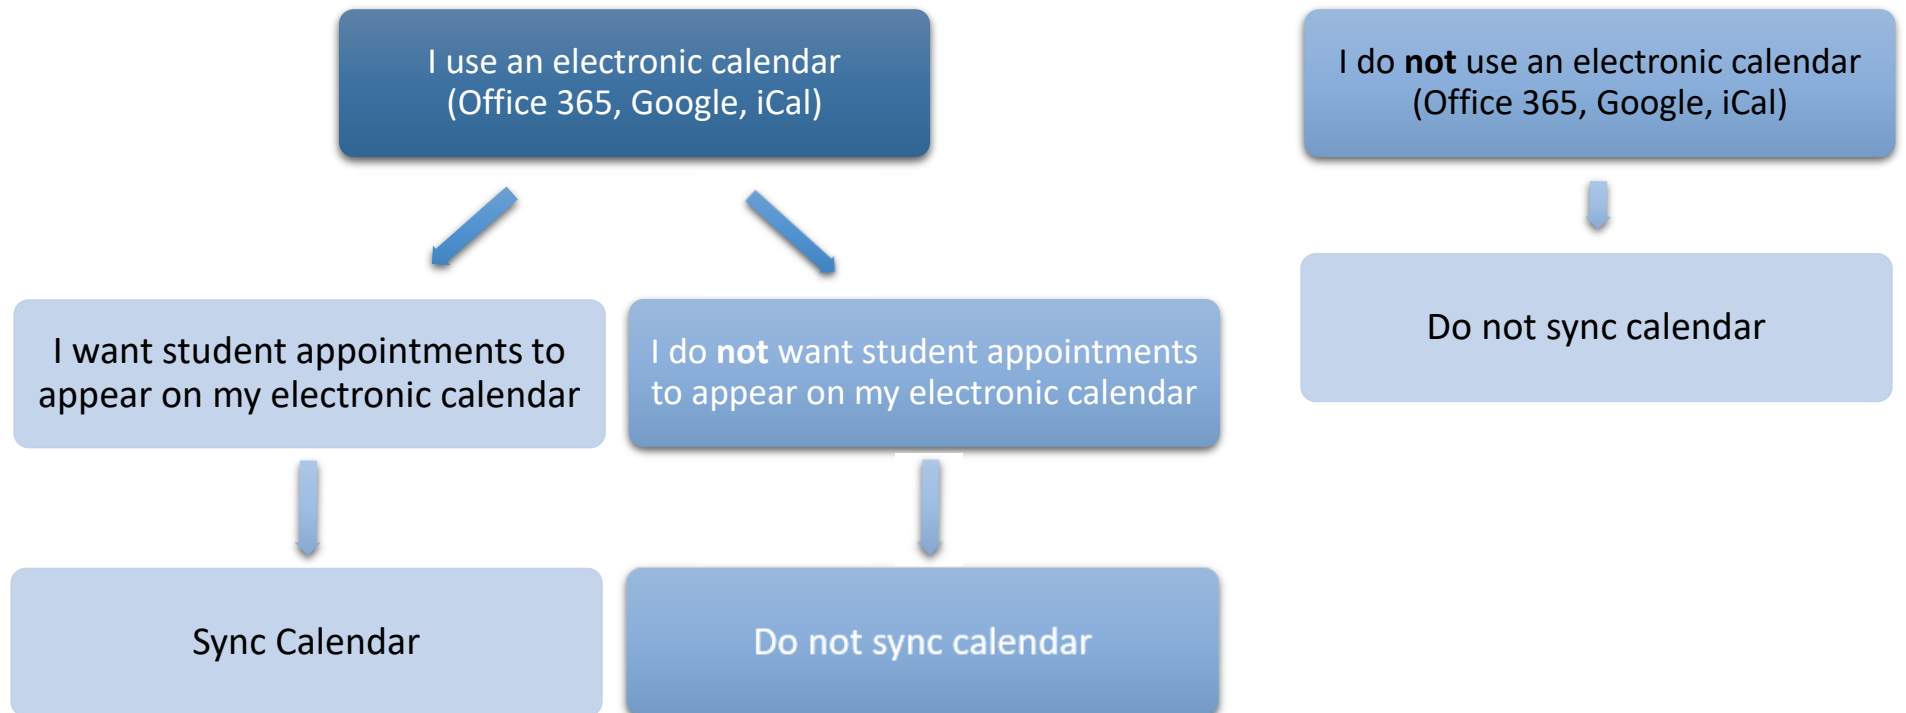 I use an electronic calendar
(Office 365, Google, iCal)
I do not use an electronic calendar
(Office 365, Google, iCal)
I want student appointments to
appear on my electronic calendar
I do not want student appointments
to appear on my electronic calendar
Do not sync calendar
Sync Calendar
Do not sync calendar